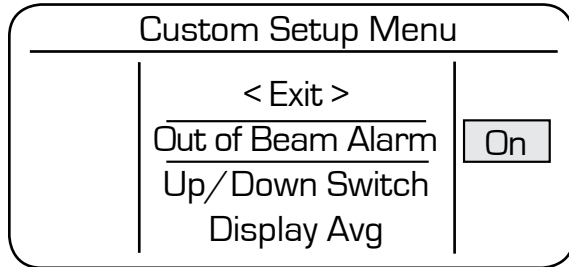 Custom Setup Menu
< Exit >
Out of Beam Alarm On
Up/Down Switch
Display Avg